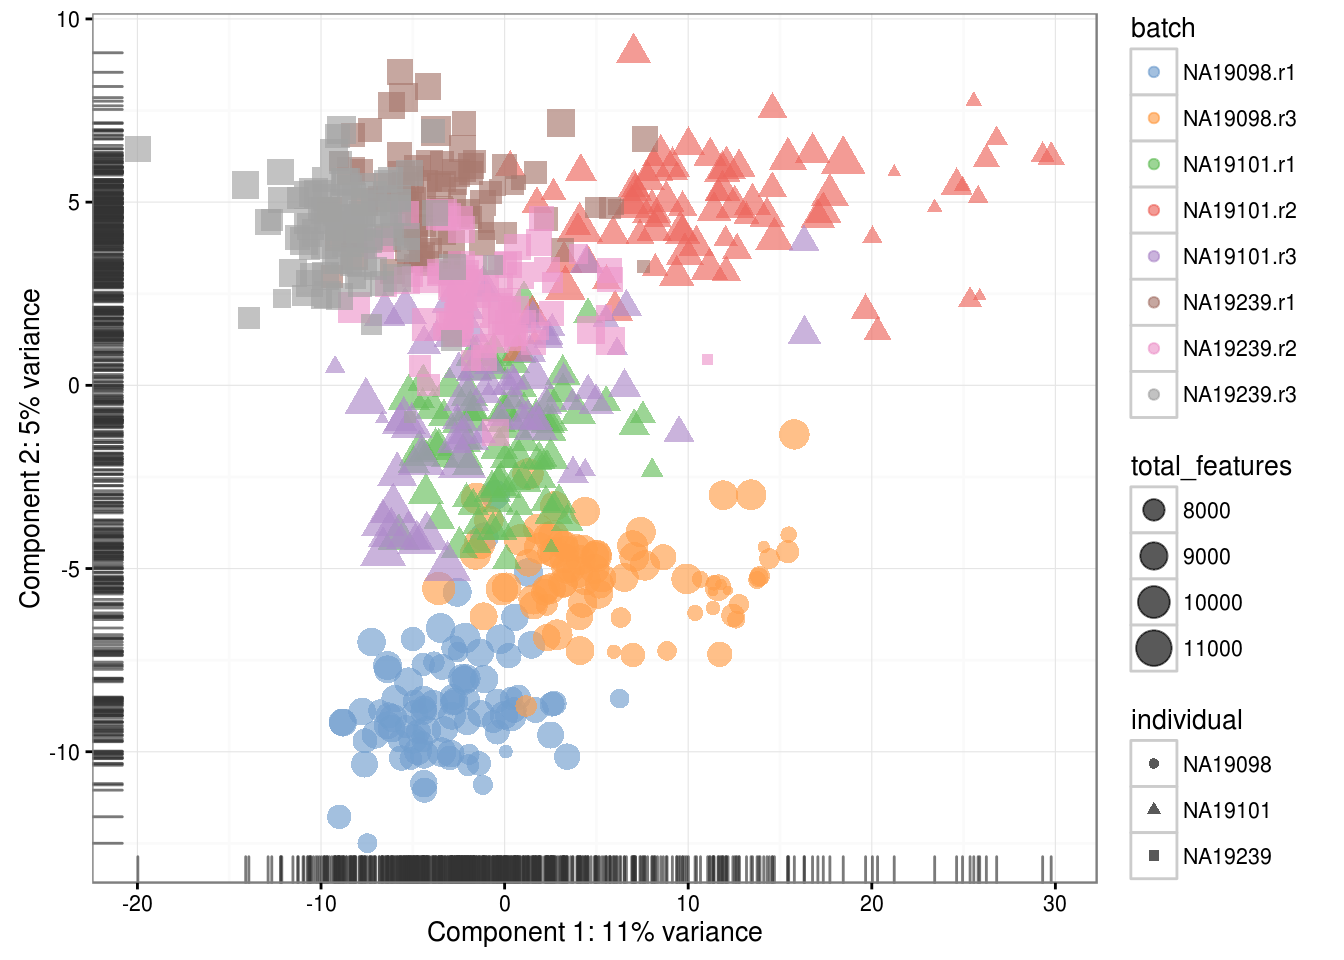 10
5
0
-5
-10
Component 2: 5% variance
-20
-10
0
10
20
30
Component 1: 11% variance
batch
NA19098.r1
NA19098.r3
NA19101.r1
NA19101.r2
NA19101.r3
NA19239.r1
NA19239.r2
NA19239.r3
total_features
8000
9000
10000
11000
individual
NA19098
NA19101
NA19239